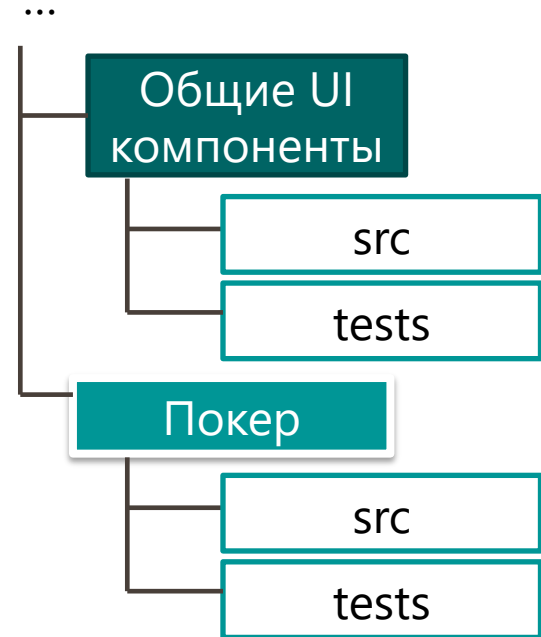 ...
Общие UI
компоненты
src
tests
Покер
src
tests